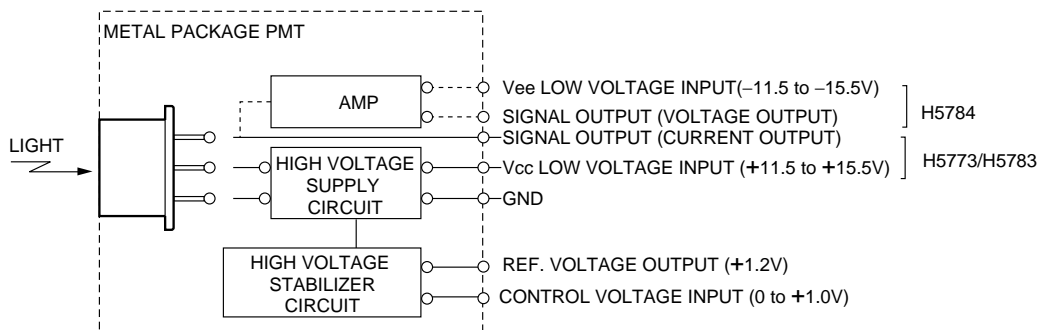 METAL PACKAGE PMT
AMP
Vee LOW VOLTAGE INPUT(−11.5 to −15.5V)
SIGNAL OUTPUT (VOLTAGE OUTPUT)
H5784
SIGNAL OUTPUT (CURRENT OUTPUT)
LIGHT
HIGH VOLTAGE
SUPPLY
CIRCUIT
Vcc LOW VOLTAGE INPUT (+11.5 to +15.5V)
H5773/H5783
GND
HIGH VOLTAGE
STABILIZER
CIRCUIT
REF. VOLTAGE OUTPUT (+1.2V)
CONTROL VOLTAGE INPUT (0 to +1.0V)